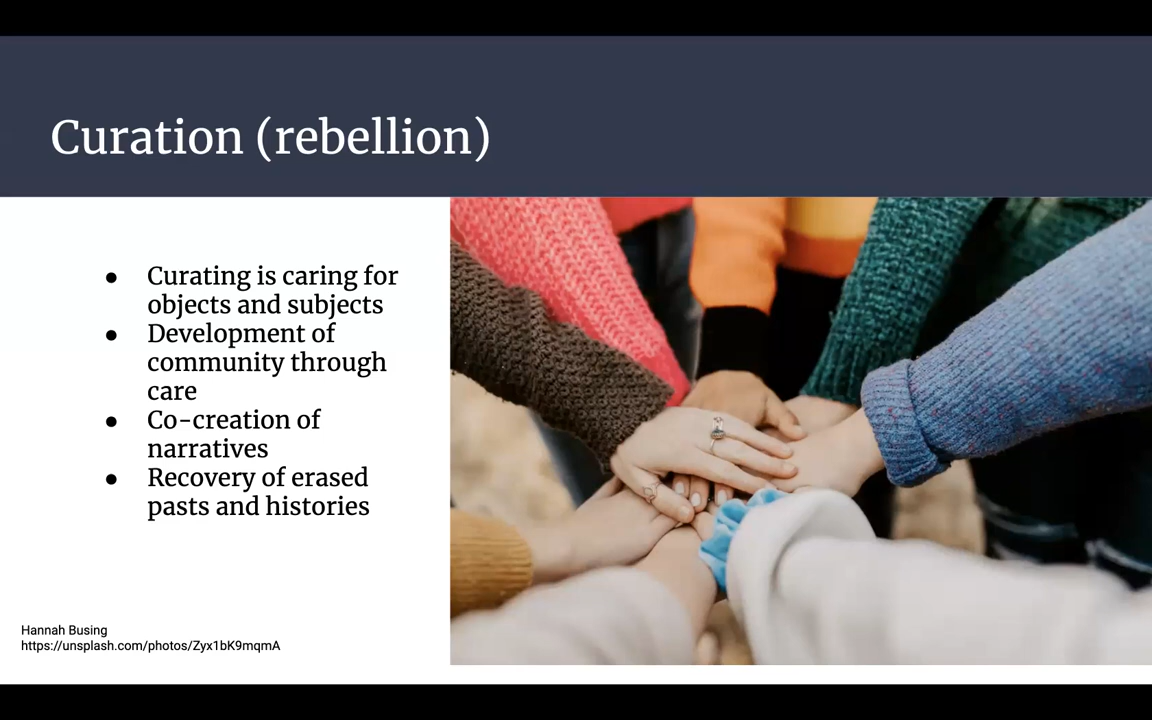 Curation (rebellion)
● Curating is caring for
objects and subjects
● Development of
community through
care
● Co-creation of
narratives
● Recovery of erased
pasts and histories
Hannah Busing
https://unsplash.com/photos/Zyx1bK9mqmA